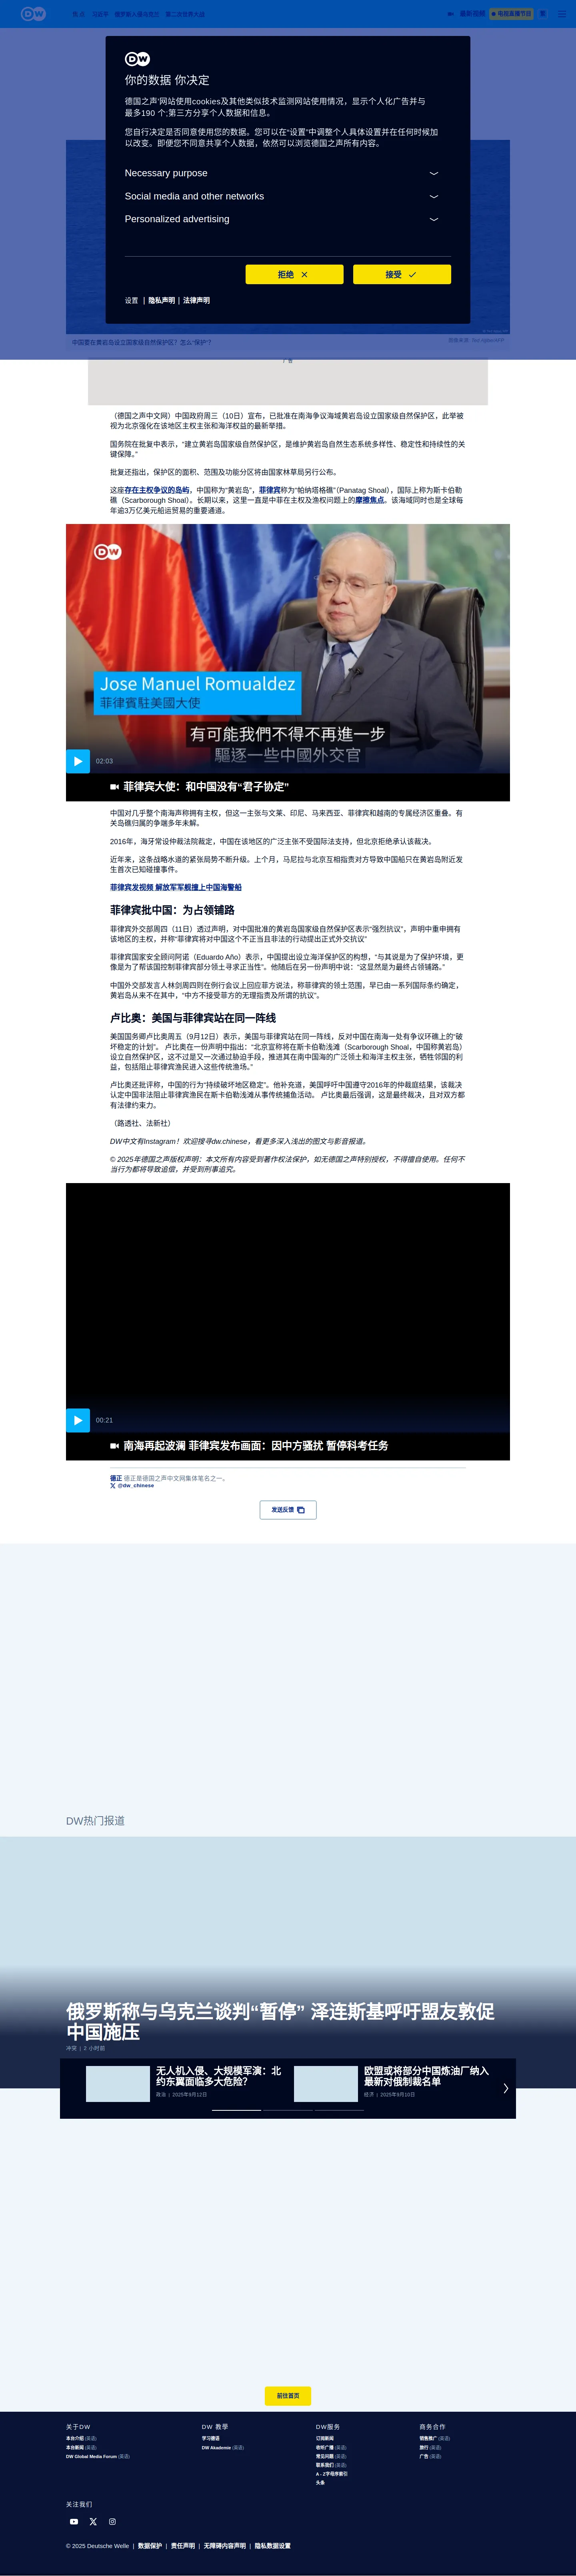 DW
焦点
习近平
俄罗斯入侵乌克兰
第二次世界大战
最新视频
电视直播节目
DW
你的数据 你决定
德国之声’网站使用cookies及其他类似技术监测网站使用情况，显示个人化广告并与
最多190 个;第三方分享个人数据和信息。
您自行决定是否同意使用您的数据。您可以在“设置”中调整个人具体设置并在任何时候加
以改变。即便您不同意共享个人数据，依然可以浏览德国之声所有内容。
Necessary purpose
Social media and other networks
Personalized advertising
拒绝
接受
设置 | 隐私声明 | 法律声明
中国要在黄岩岛设立国家级自然保护区？怎么‘保护’？
广告
（德国之声中文网）中国政府周三（10日）宣布，已批准在南海争议海域黄岩岛设立国家级自然保护区，此举被
视为北京强化在该地区主权主张和海洋权益的最新举措。
国务院在批复中表示，“建立黄岩岛国家级自然保护区，是维护黄岩岛自然生态系统多样性、稳定性和持续性的关
键保障。”
批复还指出，保护区的面积、范围及功能分区将由国家林草局另行公布。
这座存在主权争议的岛屿，中国称为“黄岩岛”，菲律宾称为“帕纳塔格礁”（Panatag Shoal），国际上称为斯卡伯勒
礁（Scarborough Shoal）。长期以来，这里一直是中菲在主权及渔权问题上的摩擦焦点。该海域同时也是全球每
年逾3万亿美元船运贸易的重要通道。
DW
Jose Manuel Romualdez
菲律賓駐美國大使
有可能我們不得不再進一步
驅逐一些中國外交官
02:03
菲律宾大使：和中国没有“君子协定”
中国对几乎整个南海声称拥有主权，但这一主张与文莱、印尼、马来西亚、菲律宾和越南的专属经济区重叠。有
关岛礁归属的争端多年未解。
2016年，海牙常设仲裁法院裁定，中国在该地区的广泛主张不受国际法支持，但北京拒绝承认该裁决。
近年来，这条战略水道的紧张局势不断升级。上个月，马尼拉与北京互相指责对方导致中国船只在黄岩岛附近发
生首次已知碰撞事件。
菲律宾发视频 解放军军舰撞上中国海警船
菲律宾批中国：为占领铺路
菲律宾外交部周四（11日）透过声明，对中国批准的黄岩岛国家级自然保护区表示“强烈抗议”，声明中重申拥有
该地区的主权，并称“菲律宾将对中国这个不正当且非法的行动提出正式外交抗议”
菲律宾国家安全顾问阿诺（Eduardo Año）表示，中国提出设立海洋保护区的构想，“与其说是为了保护环境，更
像是为了帮该国控制菲律宾部分领土寻求正当性”。他随后在另一份声明中说：“这显然是为最终占领铺路。”
中国外交部发言人林剑周四则在例行会议上回应菲方说法，称菲律宾的领土范围，早已由一系列国际条约确定，
黄岩岛从来不在其中，“中方不接受菲方的无理指责及所谓的抗议”。
卢比奥：美国与菲律宾站在同一阵线
美国国务卿卢比奥周五（9月12日）表示，美国与菲律宾站在同一阵线，反对中国在南海一处有争议环礁上的“破
坏稳定的计划”。 卢比奥在一份声明中指出：“北京宣称将在斯卡伯勒浅滩（Scarborough Shoal，中国称黄岩岛）
设立自然保护区，这不过是又一次通过胁迫手段，推进其在南中国海的广泛领土和海洋主权主张，牺牲邻国的利
益，包括阻止菲律宾渔民进入这些传统渔场。”
卢比奥还批评称，中国的行为“持续破坏地区稳定”。他补充道，美国呼吁中国遵守2016年的仲裁庭结果，该裁决
认定中国非法阻止菲律宾渔民在斯卡伯勒浅滩从事传统捕鱼活动。 卢比奥最后强调，这是最终裁决，且对双方都
有法律约束力。
（路透社、法新社）
DW中文有Instagram！欢迎搜寻dw.chinese，看更多深入浅出的图文与影音报道。
© 2025年德国之声版权声明：本文所有内容受到著作权法保护，如无德国之声特别授权，不得擅自使用。任何不
当行为都将导致追偿，并受到刑事追究。
00:21
南海再起波澜 菲律宾发布画面：因中方骚扰 暂停科考任务
德正 德正是德国之声中文网集体笔名之一。
@dw_chinese
发送反馈
DW热门报道
俄罗斯称与乌克兰谈判“暂停” 泽连斯基呼吁盟友敦促
中国施压
冲突 | 2 小时前
无人机入侵、大规模军演：北
约东翼面临多大危险？
政治 | 2025年9月12日
欧盟或将部分中国炼油厂纳入
最新对俄制裁名单
经济 | 2025年9月10日
前往首页
关于DW
本台介绍 (英语)
本台新闻 (英语)
DW Global Media Forum (英语)
DW 教学
学习德语
DW Akademie (英语)
DW服务
订阅新闻
收听广播 (英语)
常见问题 (英语)
联系我们 (英语)
A - Z字母序索引
头条
商务合作
销售推广 (英语)
旅行 (英语)
广告 (英语)
关注我们
© 2025 Deutsche Welle | 数据保护 | 责任声明 | 无障碍内容声明 | 隐私数据设置